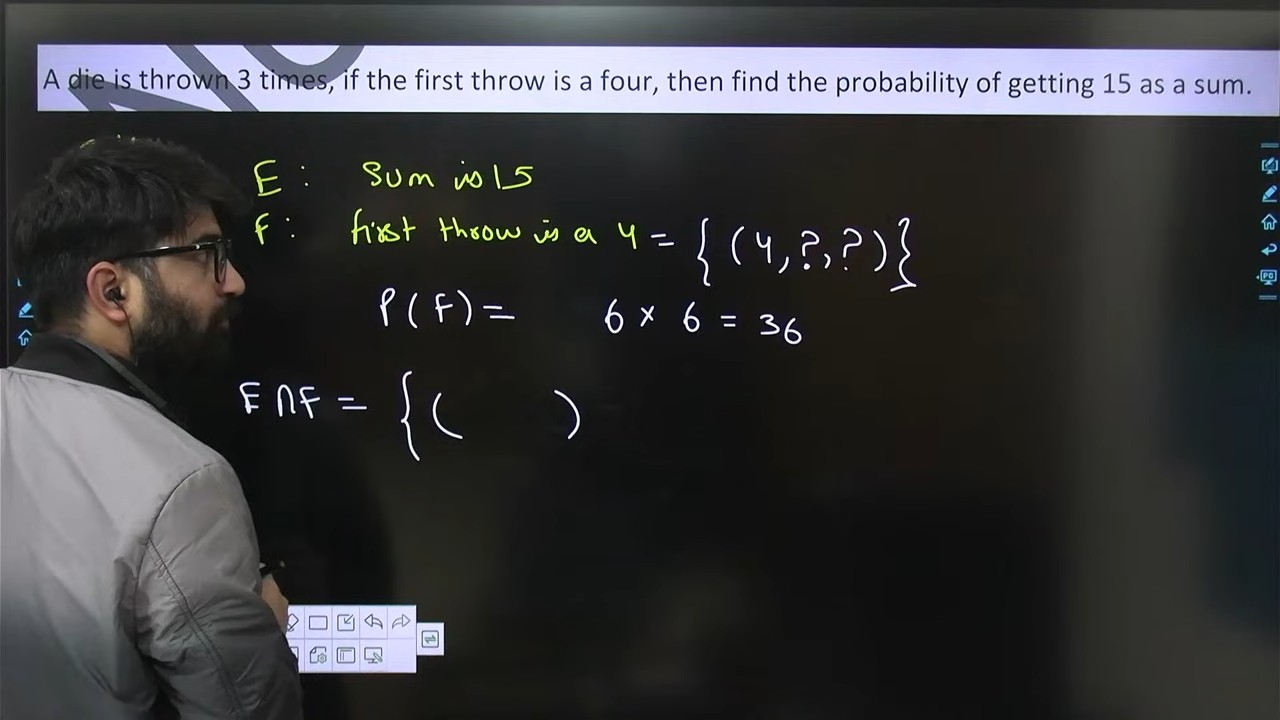 A die is thrown 3 times, if the first throw is a four, then find the probability of getting 15 as a sum.
E : Sum is 15
F : first throw is a 4 = { (4,?,?)}
P(F) = 6 × 6 = 36
E∩F = { ( )